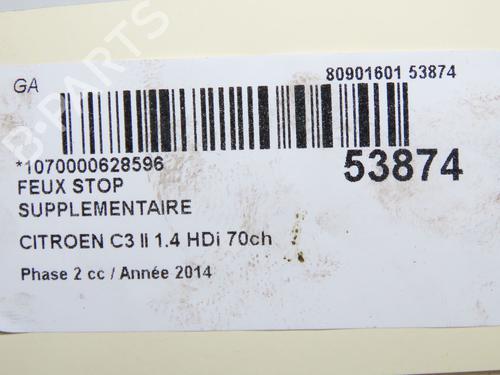 GA
80901601 53874
*1070000628596
53874
FEUX STOP
SUPPLEMENTAIRE
CITROEN C3 II 1.4 HDi 70ch
Phase 2 cc / Année 2014
B-PARTS